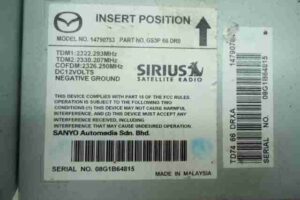 INSERT POSITION
MODEL NO. 14790753 PART NO. GS3P 66 DR0
TDM1:2322.293MHz
TDM2:2330.207MHz
COFDM:2326.250MHz
DC12VOLTS
NEGATIVE GROUND
SIRIUS
SATELLITE RADIO
THIS DEVICE COMPLIES WITH PART 15 OF THE FCC RULES.
OPERATION IS SUBJECT TO THE FOLLOWING TWO
CONDITIONS: (1) THIS DEVICE MAY NOT CAUSE HARMFUL
INTERFERENCE, AND (2) THIS DEVICE MUST ACCEPT ANY
INTERFERENCE RECEIVED, INCLUDING INTERFERENCE THAT
MAY CAUSE UNDESIRED OPERATION.
SANYO Automedia Sdn. Bhd.
SERIAL NO. 08G1B64815
MADE IN MALAYSIA
TD74 66 DRXA 14790753
SERIAL NO. 08G1B64815